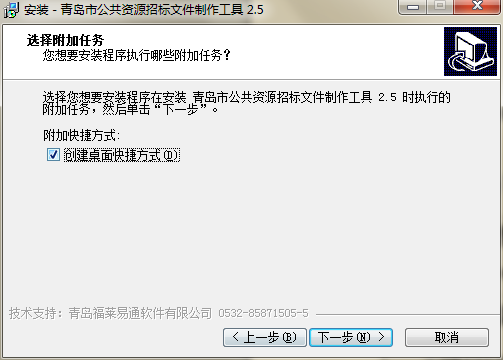 安装 - 青岛市公共资源招标文件制作工具 2.5
选择附加任务
您想要安装程序执行哪些附加任务？
选择您想要安装程序在安装 青岛市公共资源招标文件制作工具 2.5 时执行的
附加任务，然后单击“下一步”。
附加快捷方式:
创建桌面快捷方式(D)
技术支持：青岛福莱易通软件有限公司 0532-85871505-5
< 上一步(B) 下一步(N) > 取消